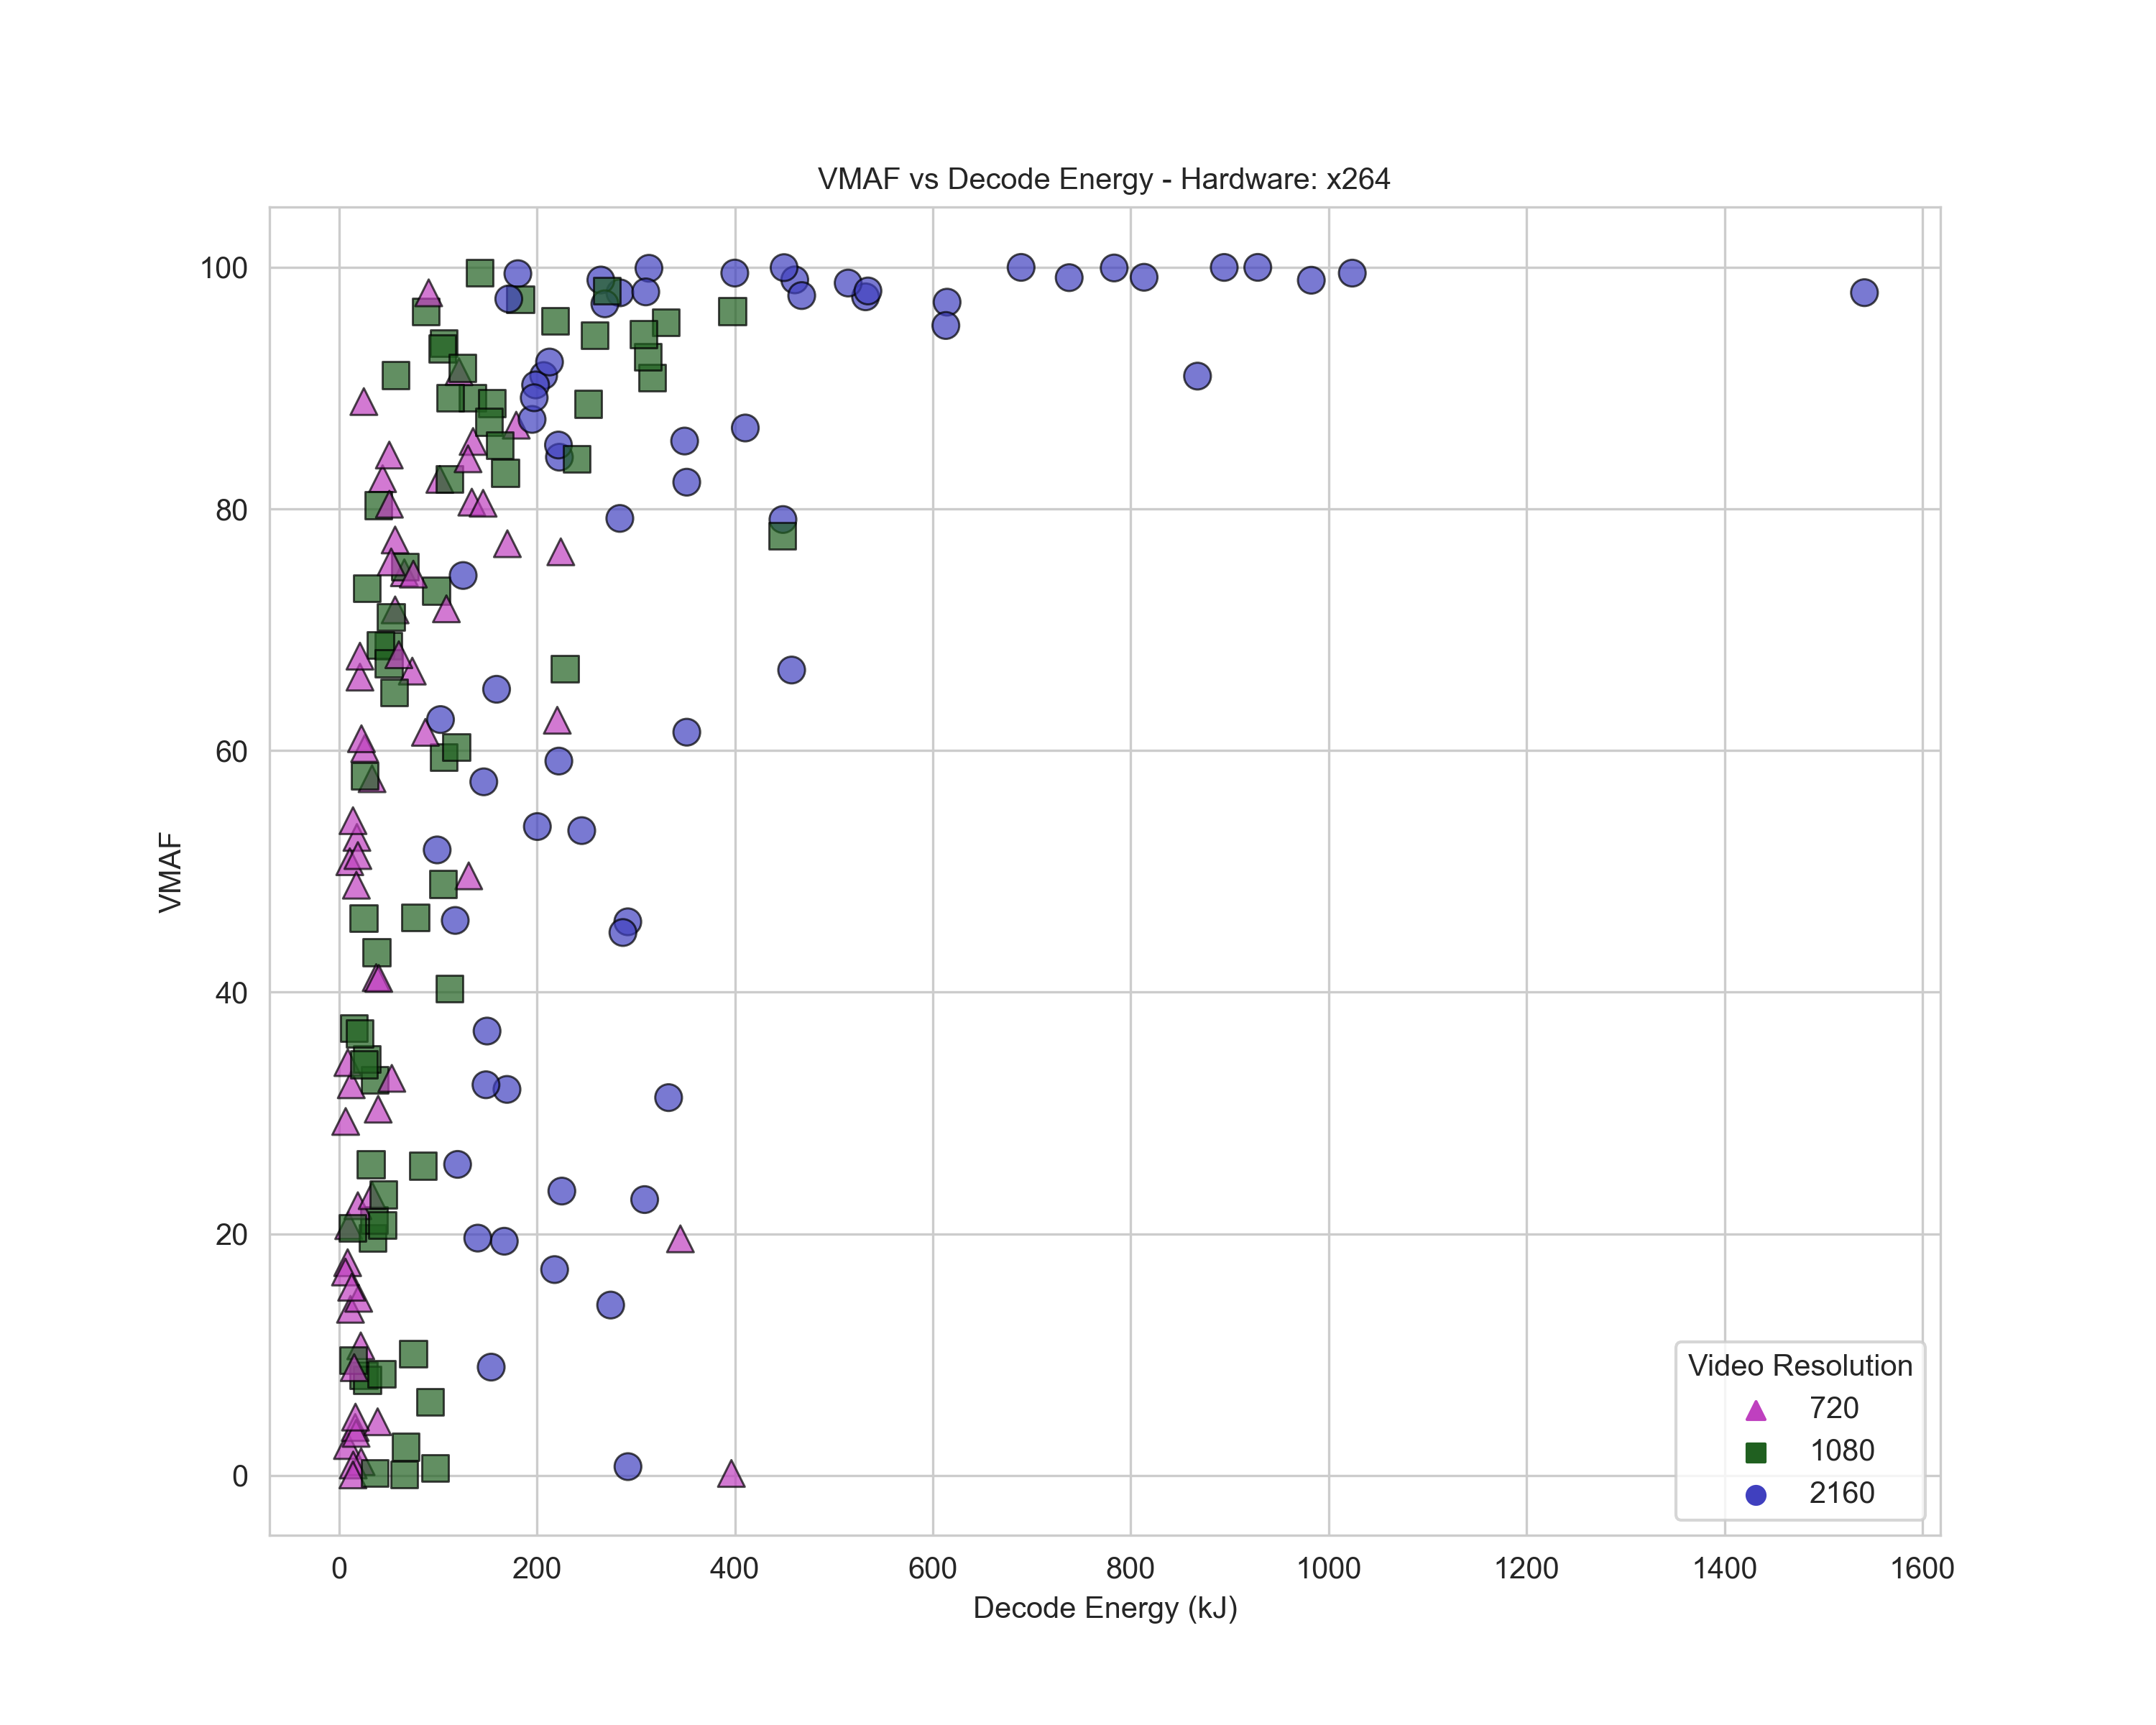 VMAF vs Decode Energy - Hardware: x264
100
80
60
40
20
0
VMAF
0 200 400 600 800 1000 1200 1400 1600
Decode Energy (kJ)
Video Resolution
720
1080
2160